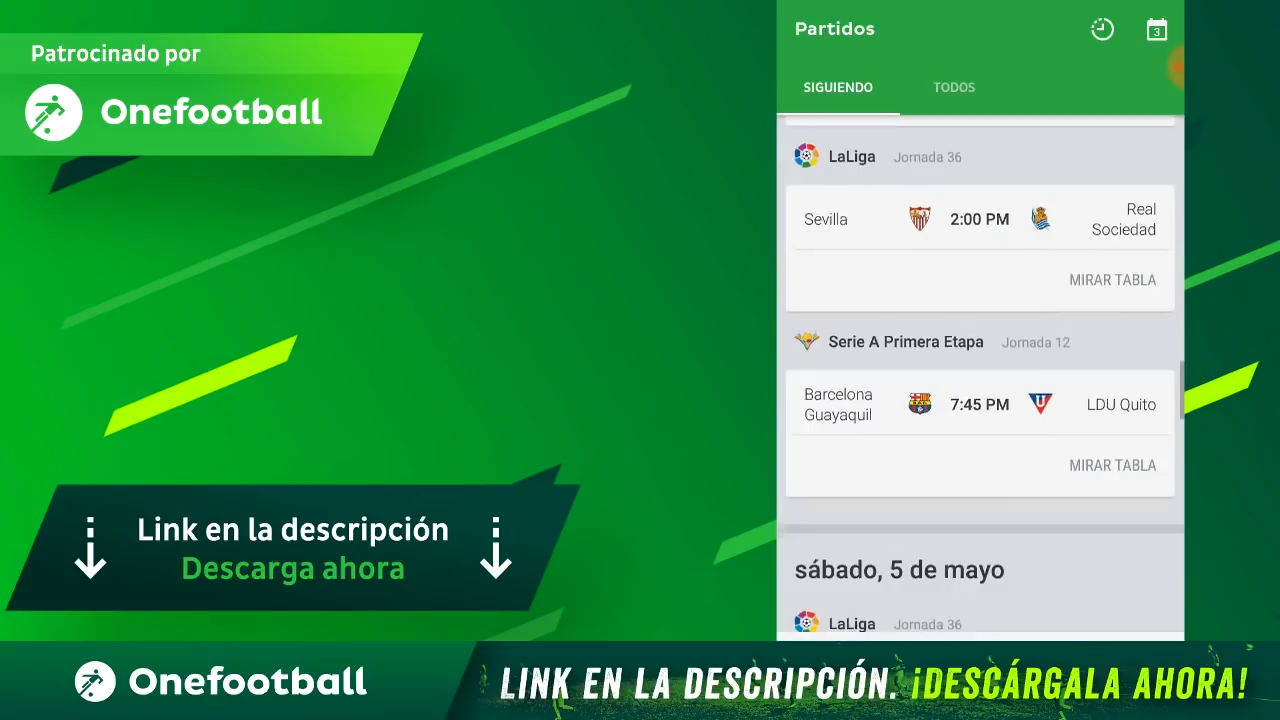 Patrocinado por
Onefootball
Link en la descripción
Descarga ahora
Partidos
3
SIGUIENDO TODOS
LaLiga Jornada 36
Sevilla 2:00 PM Real Sociedad
MIRAR TABLA
Serie A Primera Etapa Jornada 12
Barcelona Guayaquil 7:45 PM LDU Quito
MIRAR TABLA
sábado, 5 de mayo
LaLiga Jornada 36
Onefootball
LINK EN LA DESCRIPCIÓN. ¡DESCÁRGALA AHORA!